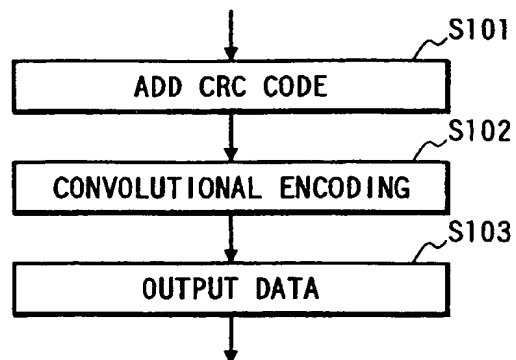 S101
ADD CRC CODE
S102
CONVOLUTIONAL ENCODING
S103
OUTPUT DATA